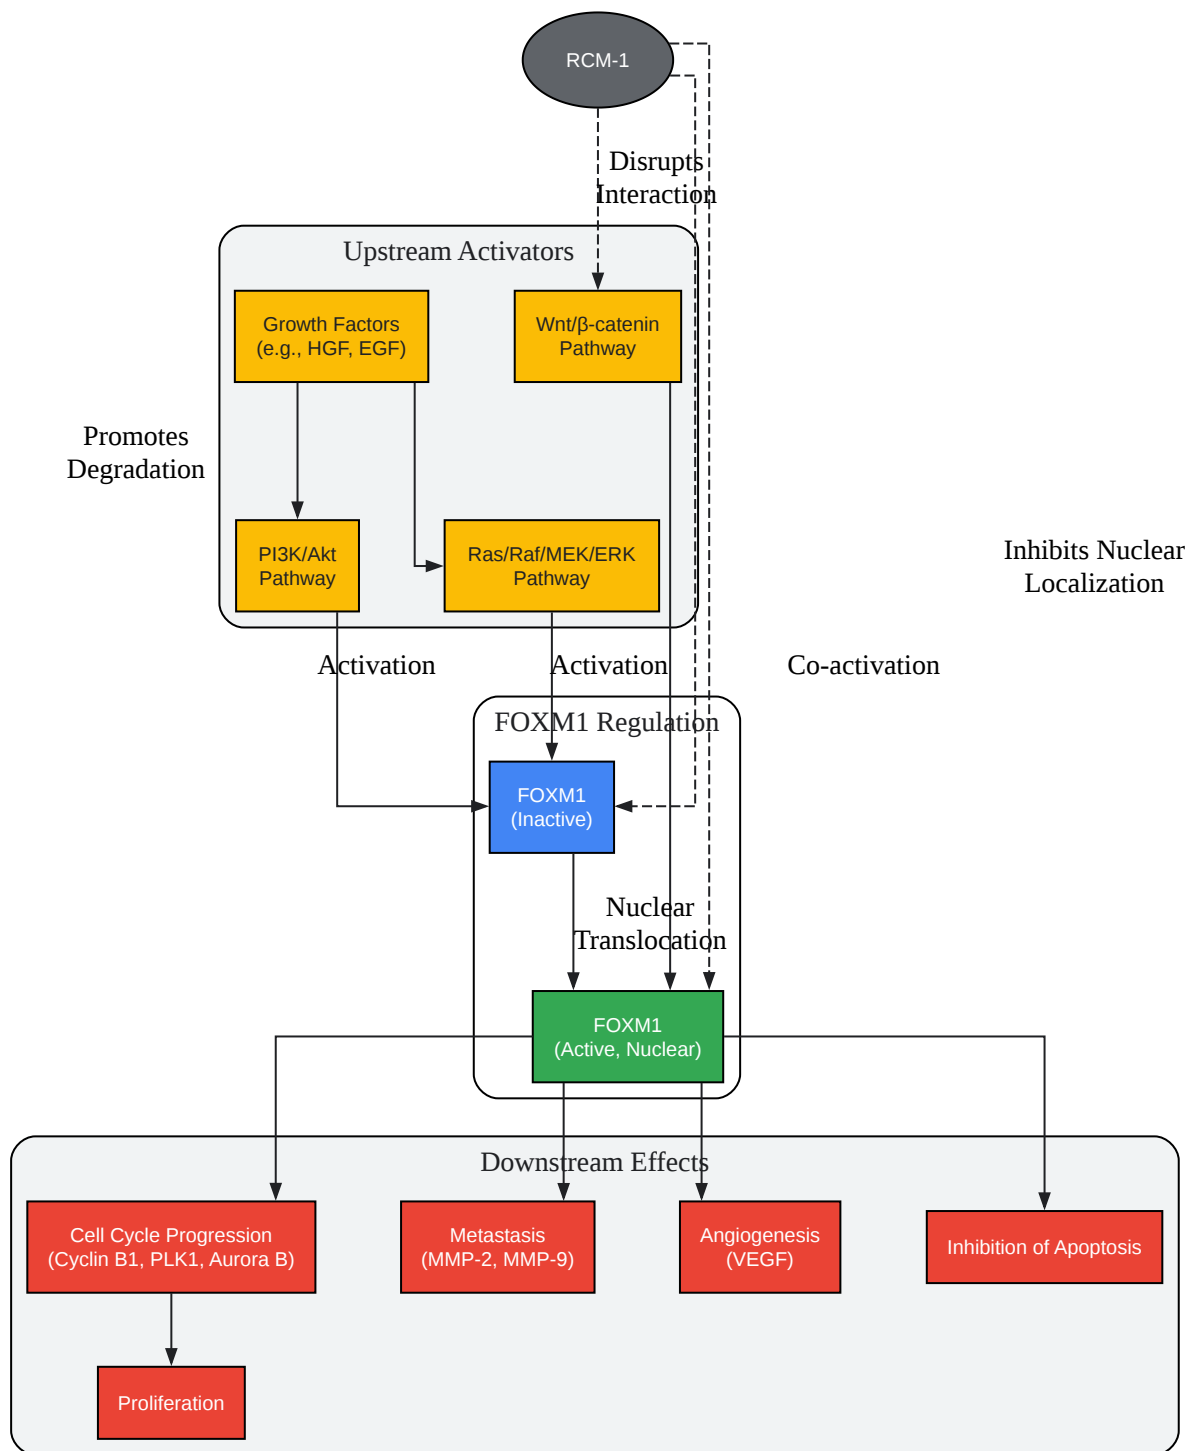 RCM-1
Disrupts
Interaction
Upstream Activators
Growth Factors
(e.g., HGF, EGF)
Wnt/β-catenin
Pathway
Promotes
Degradation
PI3K/Akt
Pathway
Ras/Raf/MEK/ERK
Pathway
Inhibits Nuclear
Localization
Activation
Activation
Co-activation
FOXM1 Regulation
FOXM1
(Inactive)
Nuclear
Translocation
FOXM1
(Active, Nuclear)
Downstream Effects
Cell Cycle Progression
(Cyclin B1, PLK1, Aurora B)
Metastasis
(MMP-2, MMP-9)
Angiogenesis
(VEGF)
Inhibition of Apoptosis
Proliferation